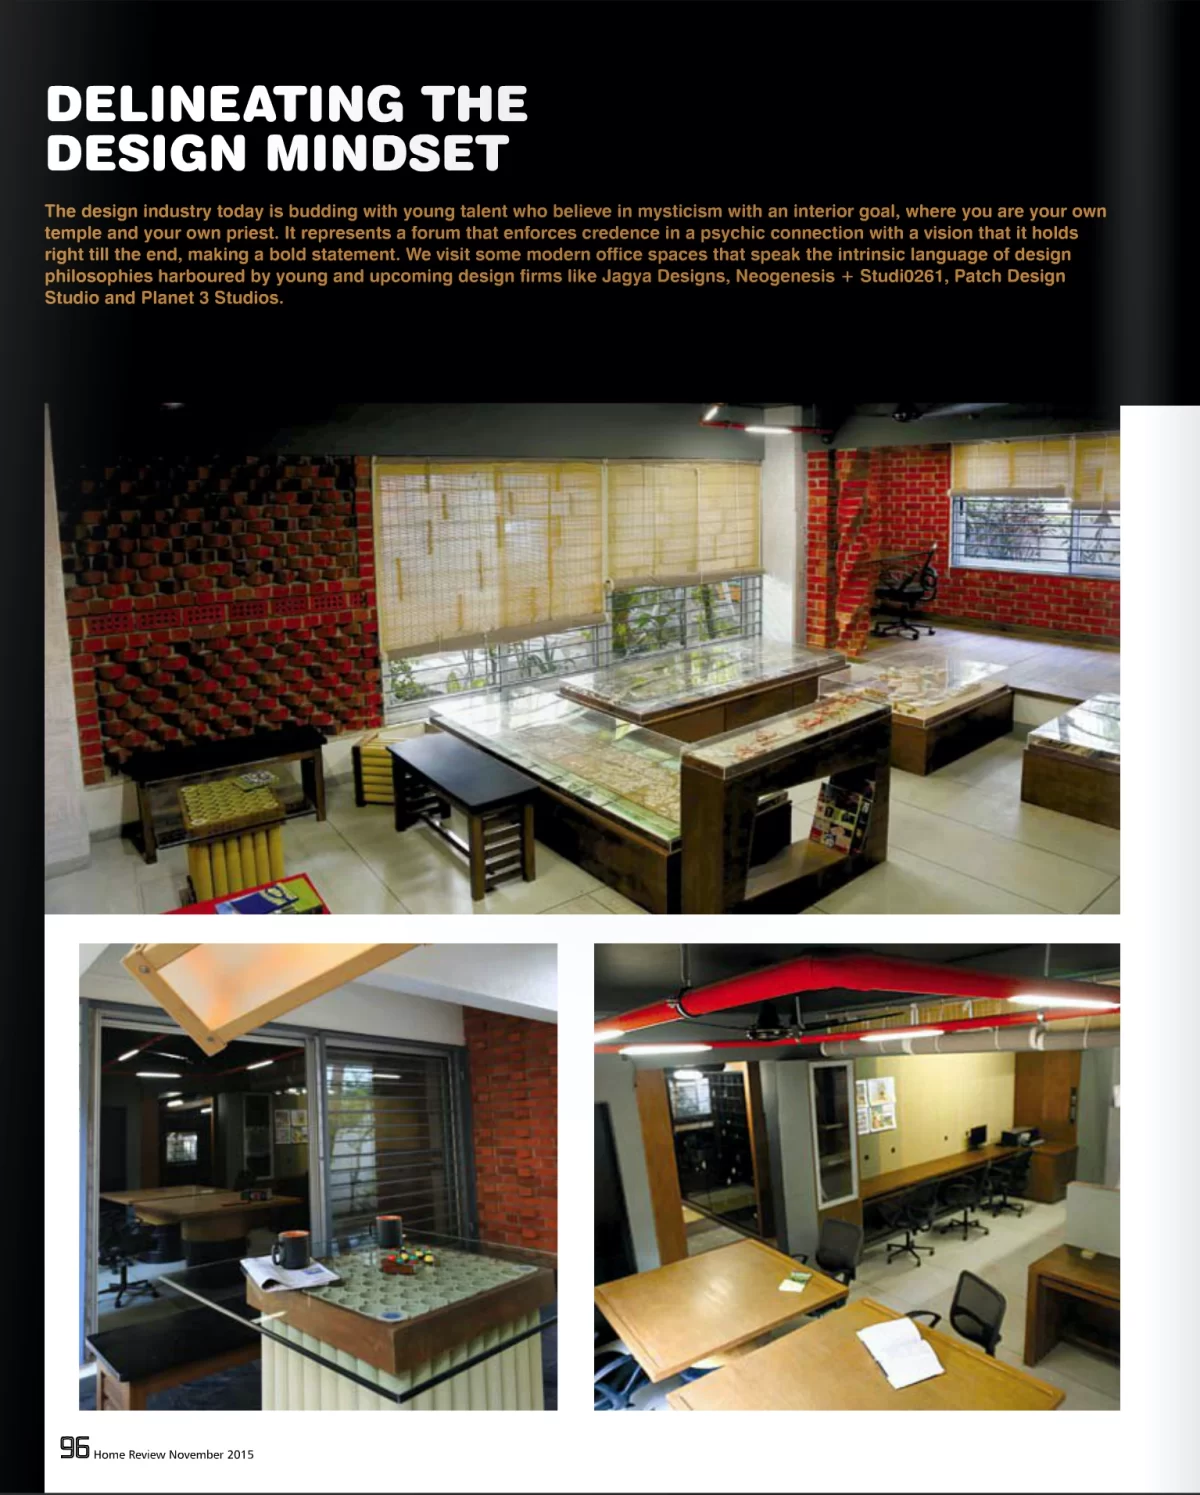 DELINEATING THE
DESIGN MINDSET
The design industry today is budding with young talent who believe in mysticism with an interior goal, where you are your own
temple and your own priest. It represents a forum that enforces credence in a psychic connection with a vision that it holds
right till the end, making a bold statement. We visit some modern office spaces that speak the intrinsic language of design
philosophies harboured by young and upcoming design firms like Jagya Designs, Neogenesis + Studi0261, Patch Design
Studio and Planet 3 Studios.
96 Home Review November 2015